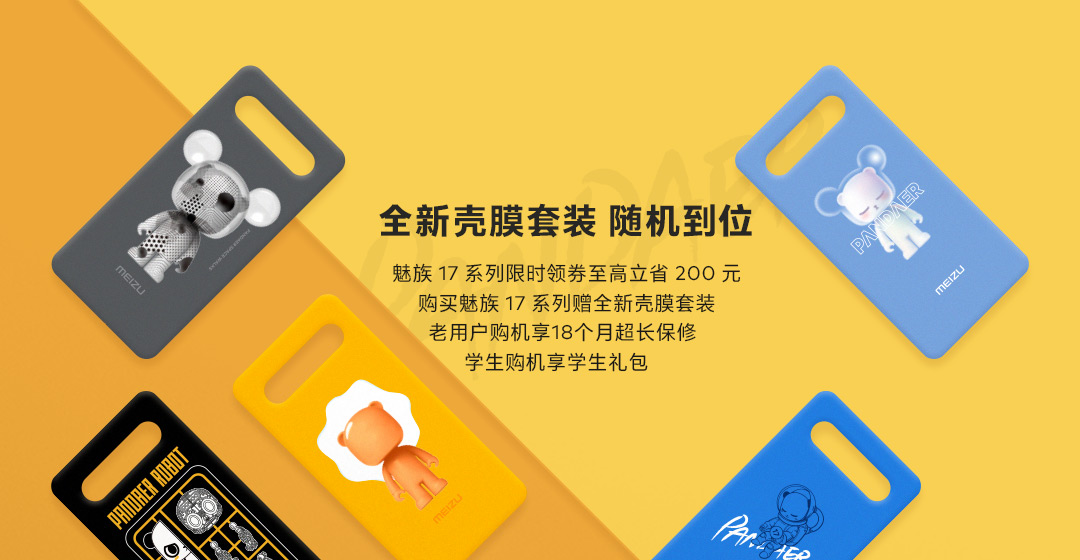 全新壳膜套装 随机到位
魅族 17 系列限时领券至高立省 200 元
购买魅族 17 系列赠全新壳膜套装
老用户购机享18个月超长保修
学生购机享学生礼包
MEIZU
PANDAER
MEIZU
MEIZU
PANDAER ROBOT
PANDAER
PANDAER